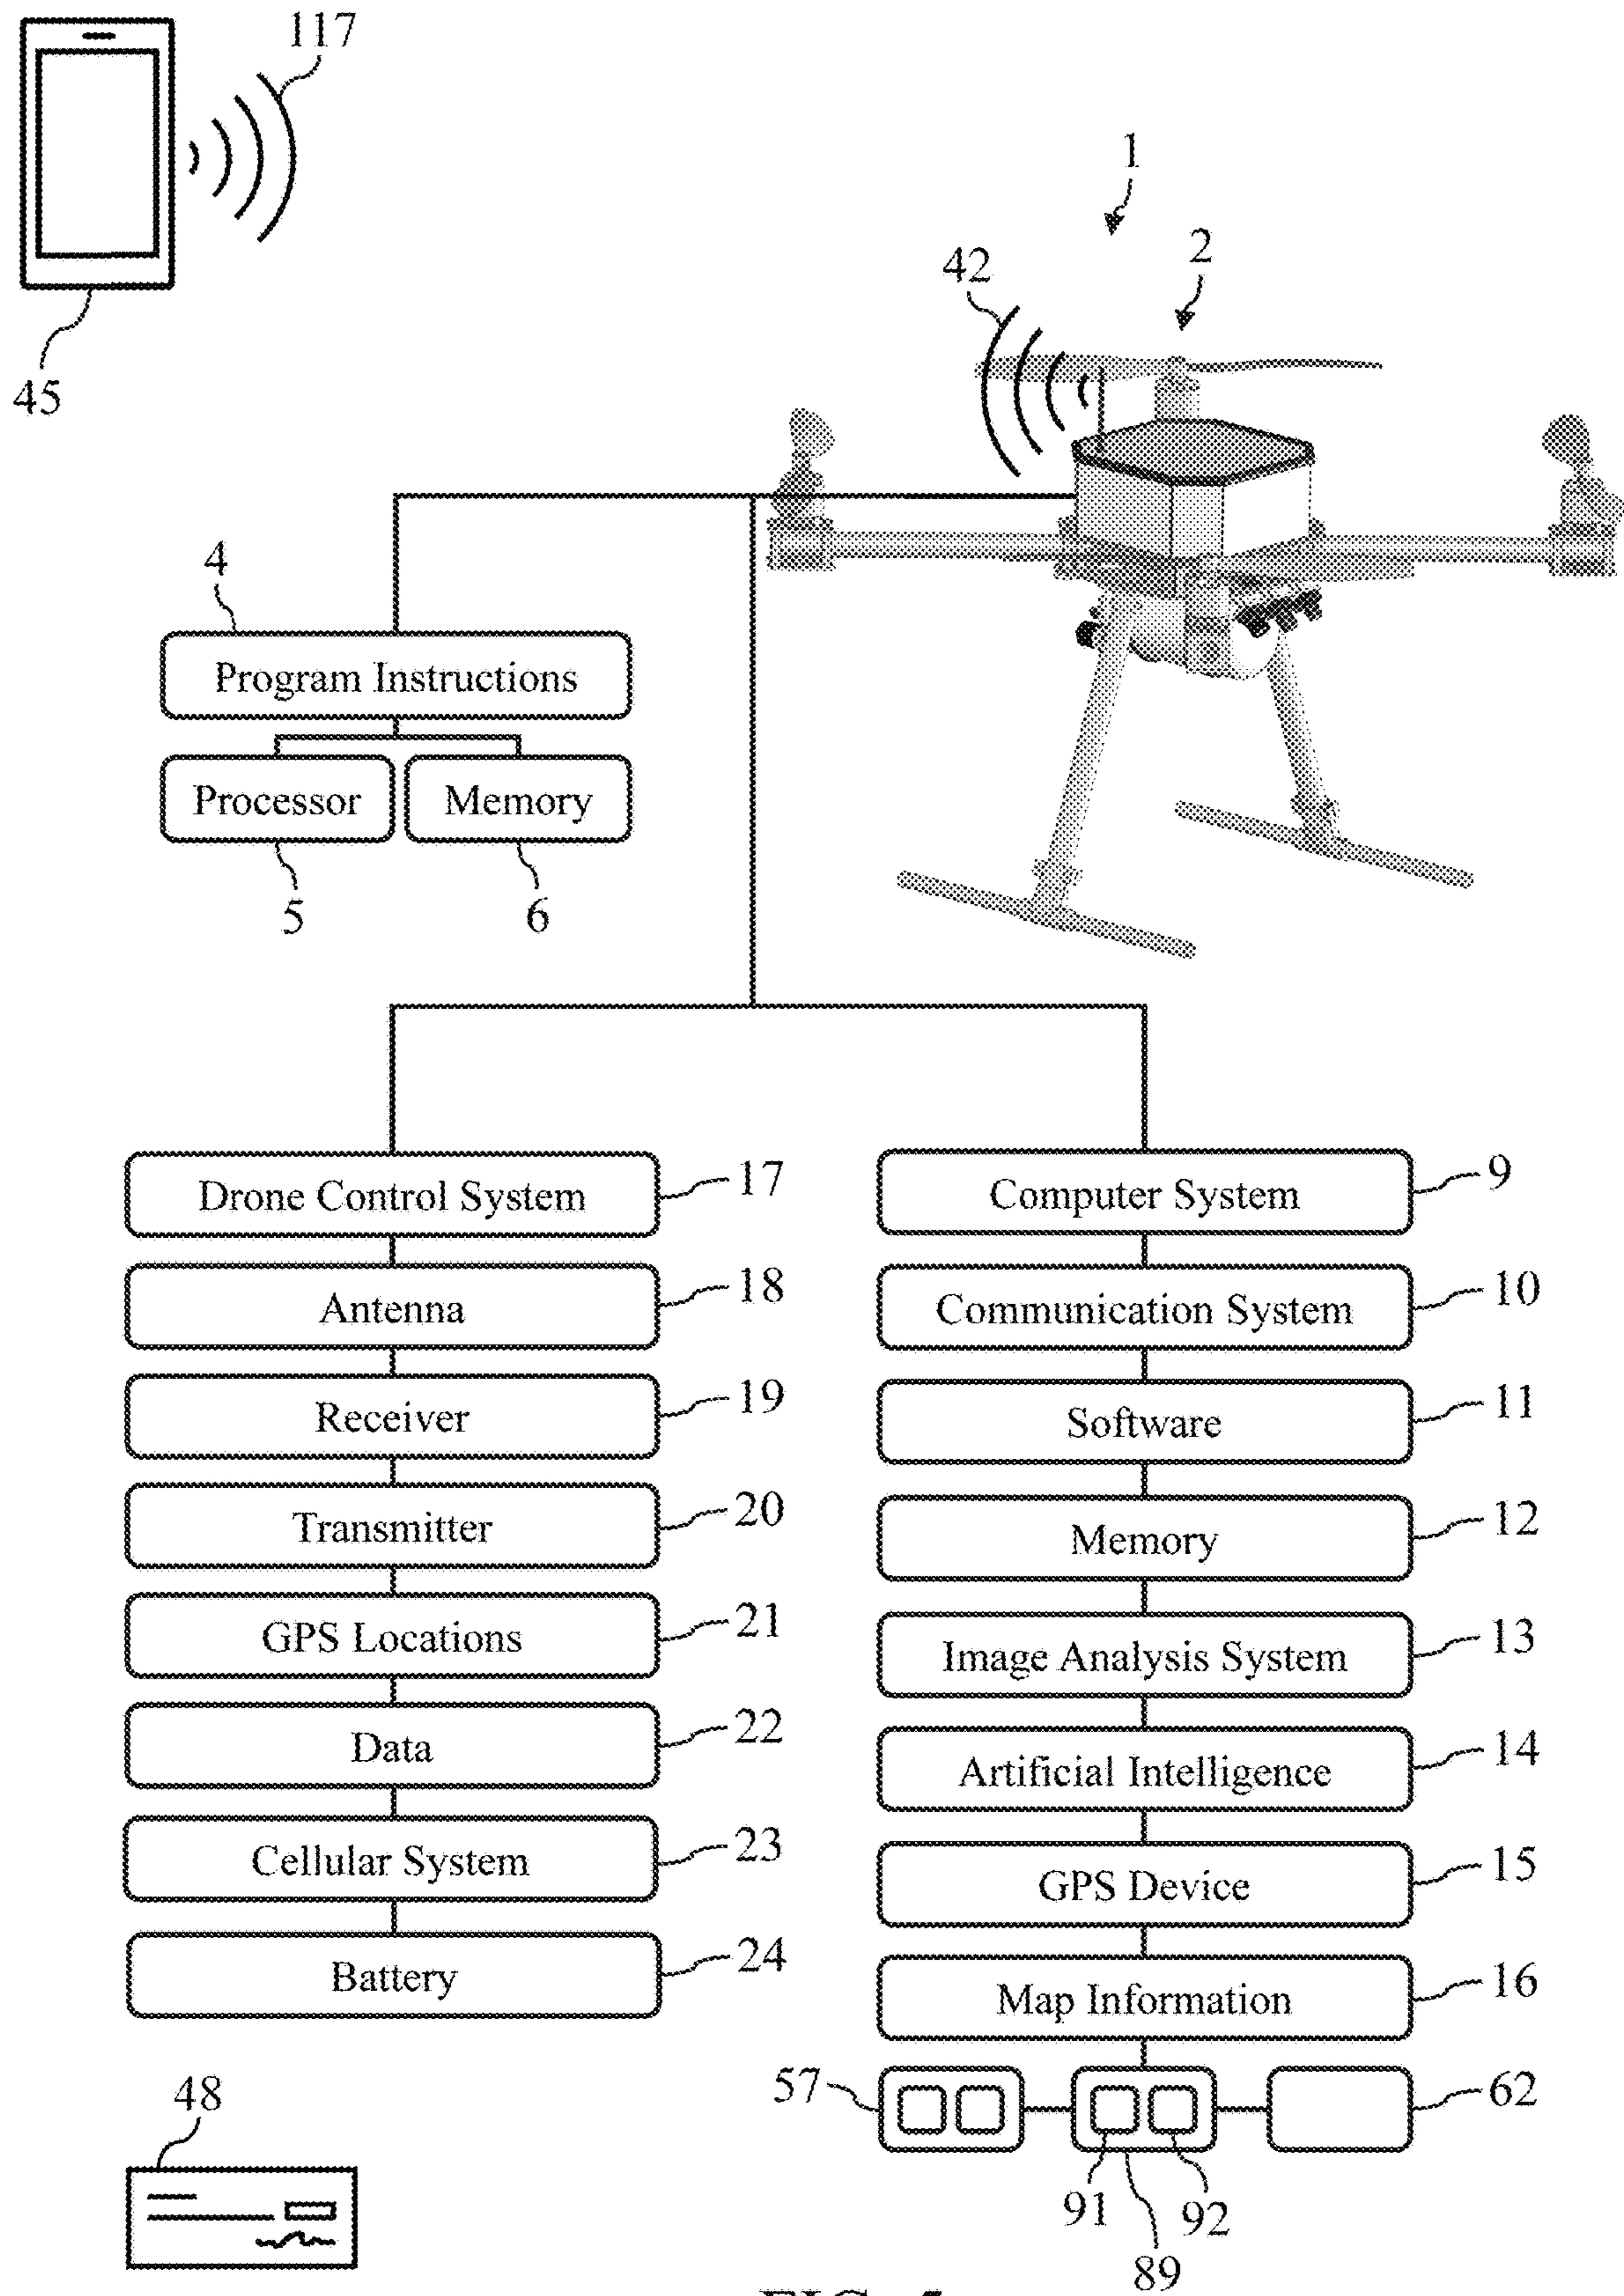 117
1
2
42
45
4
Program Instructions
Processor
Memory
5
6
Drone Control System
17
Antenna
18
Receiver
19
Transmitter
20
GPS Locations
21
Data
22
Cellular System
23
Battery
24
Computer System
9
Communication System
10
Software
11
Memory
12
Image Analysis System
13
Artificial Intelligence
14
GPS Device
15
Map Information
16
57
62
91
92
89
48